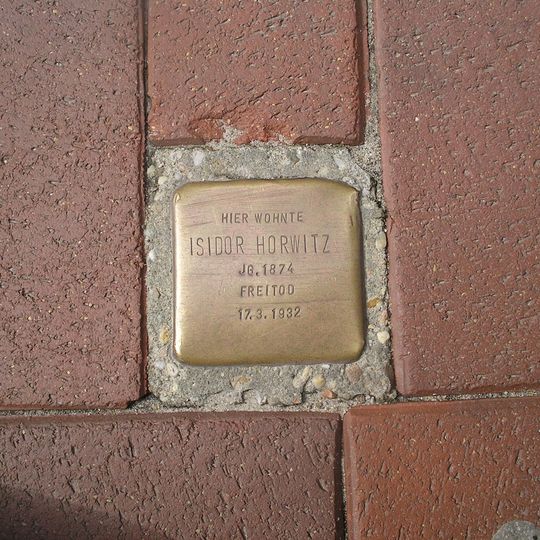 HIER WOHNTE
ISIDOR HORWITZ
JG. 1874
FREITOD
17.3.1932